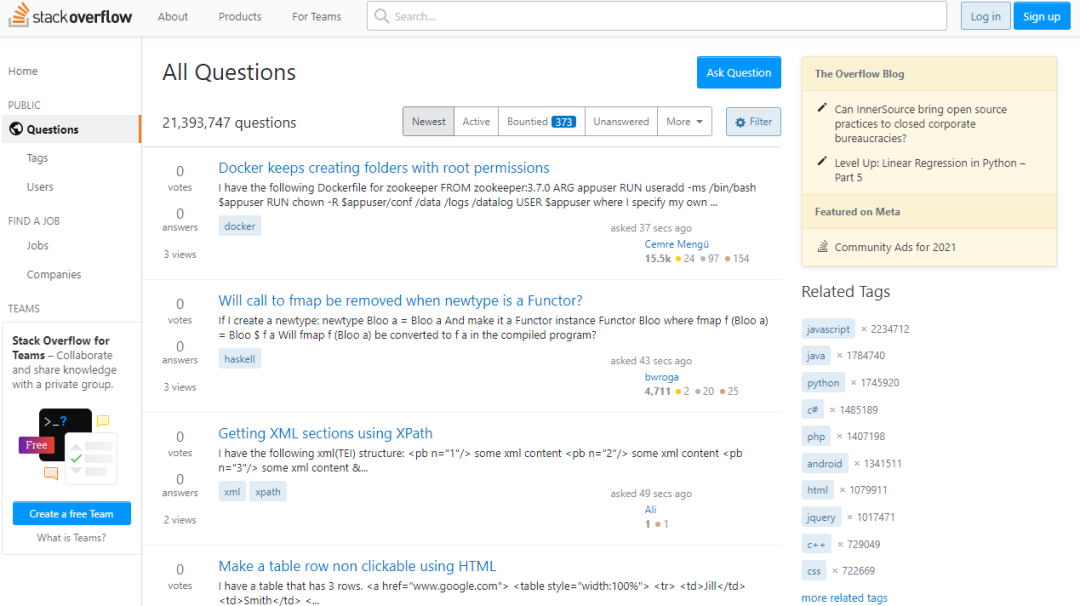 stackoverflow
About
Products
For Teams
Search...
Log in
Sign up
Home
PUBLIC
Questions
Tags
Users
FIND A JOB
Jobs
Companies
TEAMS
Stack Overflow for
Teams – Collaborate
and share knowledge
with a private group.
>_?
Free
Create a free Team
What is Teams?
All Questions
Ask Question
21,393,747 questions
Newest
Active
Bountied 373
Unanswered
More
Filter
0
votes
0
answers
3 views
Docker keeps creating folders with root permissions
I have the following Dockerfile for zookeeper FROM zookeeper:3.7.0 ARG appuser RUN useradd -ms /bin/bash
$appuser RUN chown -R $appuser/conf /data /logs /datalog USER $appuser where I specify my own ...
docker
asked 37 secs ago
Cemre Mengü
15.5k ● 24 ● 97 ● 154
0
votes
0
answers
3 views
Will call to fmap be removed when newtype is a Functor?
If I create a newtype: newtype Bloo a = Bloo a And make it a Functor instance Functor Bloo where fmap f (Bloo a)
= Bloo $ f a Will fmap f (Bloo a) be converted to f a in the compiled program?
haskell
asked 43 secs ago
bwroga
4,711 ● 2 ● 20 ● 25
0
votes
0
answers
2 views
Getting XML sections using XPath
I have the following xml(TEI) structure: <pb n="1"/> some xml content <pb n="2"/> some xml content <pb
n="3"/> some xml content &...
xml
xpath
asked 49 secs ago
Ali
1 ● 1
0
votes
Make a table row non clickable using HTML
I have a table that has 3 rows. <a href="www.google.com"> <table style="width:100%"> <tr> <td>Jill</td>
<td>Smith</td> <...
The Overflow Blog
Can InnerSource bring open source
practices to closed corporate
bureaucracies?
Level Up: Linear Regression in Python –
Part 5
Featured on Meta
Community Ads for 2021
Related Tags
javascript × 2234712
java × 1784740
python × 1745920
c# × 1485189
php × 1407198
android × 1341511
html × 1079911
jquery × 1017471
c++ × 729049
css × 722669
more related tags